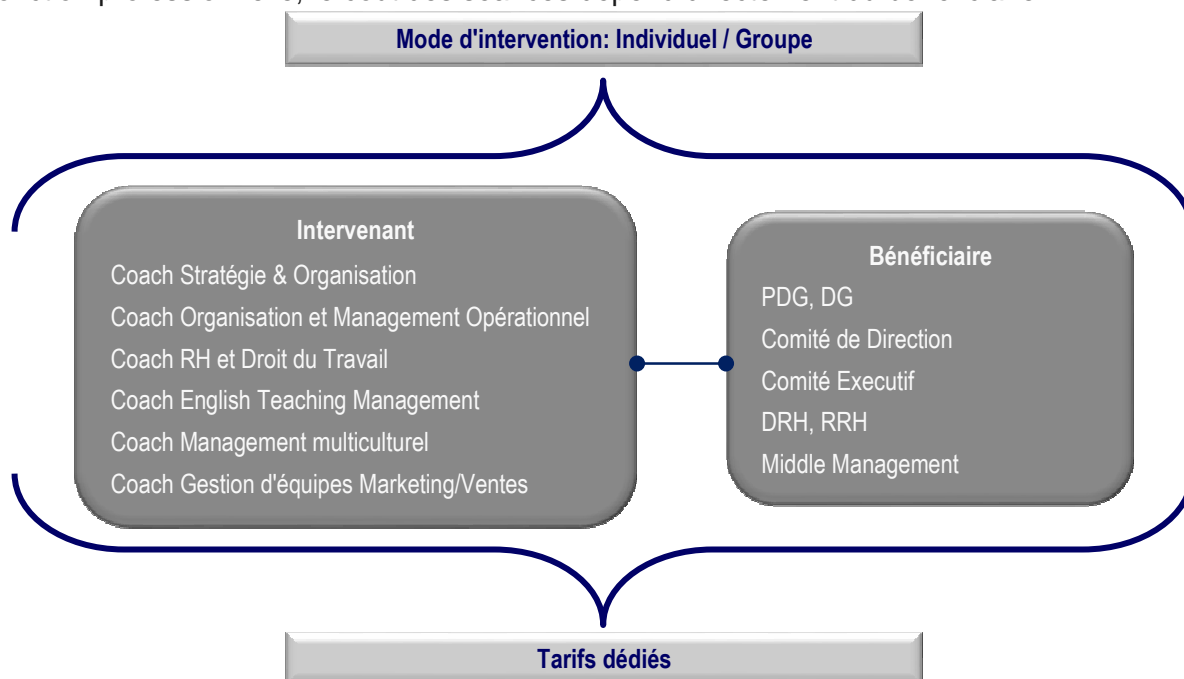 Mode d'intervention: Individuel / Groupe
Intervenant
Coach Stratégie & Organisation
Coach Organisation et Management Opérationnel
Coach RH et Droit du Travail
Coach English Teaching Management
Coach Management multiculturel
Coach Gestion d'équipes Marketing/Ventes
Bénéficiaire
PDG, DG
Comité de Direction
Comité Executif
DRH, RRH
Middle Management
Tarifs dédiés